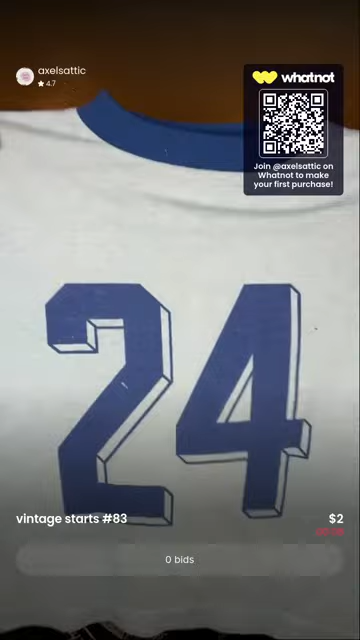 axelsattic
4.7
whatnot
Join @axelsattic on
Whatnot to make
your first purchase!
24
vintage starts #83
$2
0 bids